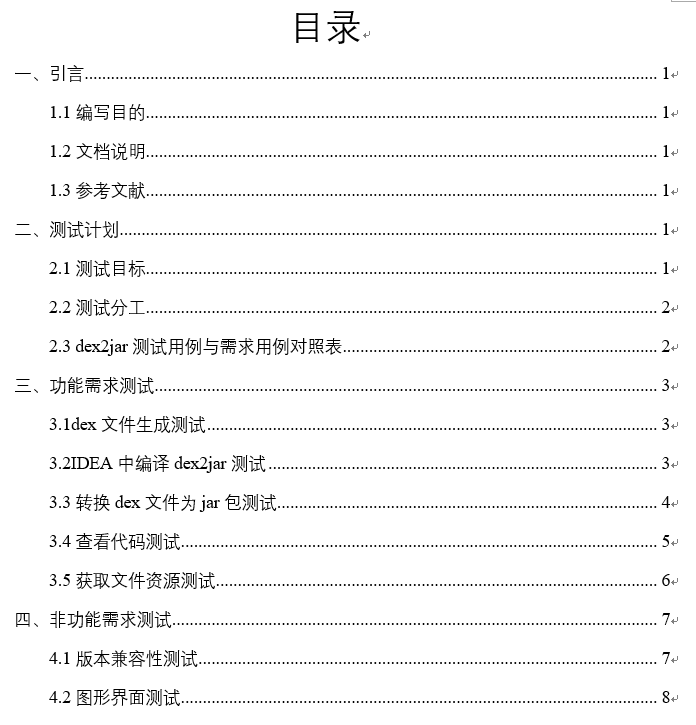 目录
一、引言 1
1.1 编写目的 1
1.2 文档说明 1
1.3 参考文献 1
二、测试计划 1
2.1 测试目标 1
2.2 测试分工 2
2.3 dex2jar 测试用例与需求用例对照表 2
三、功能需求测试 3
3.1dex 文件生成测试 3
3.2IDEA 中编译 dex2jar 测试 3
3.3 转换 dex 文件为 jar 包测试 4
3.4 查看代码测试 5
3.5 获取文件资源测试 6
四、非功能需求测试 7
4.1 版本兼容性测试 7
4.2 图形界面测试 8